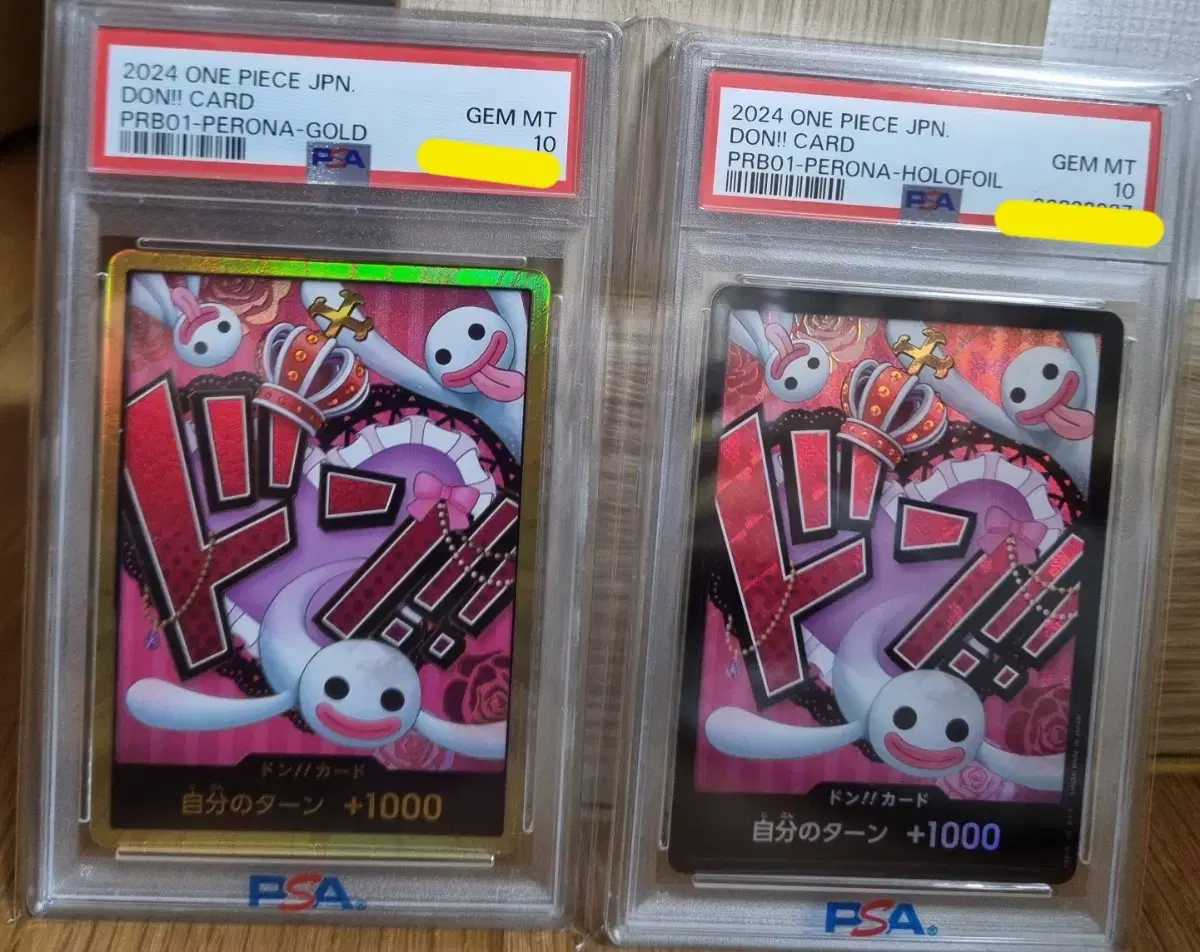 2024 ONE PIECE JPN.
DON!! CARD
PRB01-PERONA-GOLD
GEM MT
10
PSA
ドン!!
ドン!!カード
自分のターン +1000
PSA
2024 ONE PIECE JPN.
DON!! CARD
PRB01-PERONA-HOLOFOIL
GEM MT
10
PSA
ドン!!
ドン!!カード
自分のターン +1000
PSA